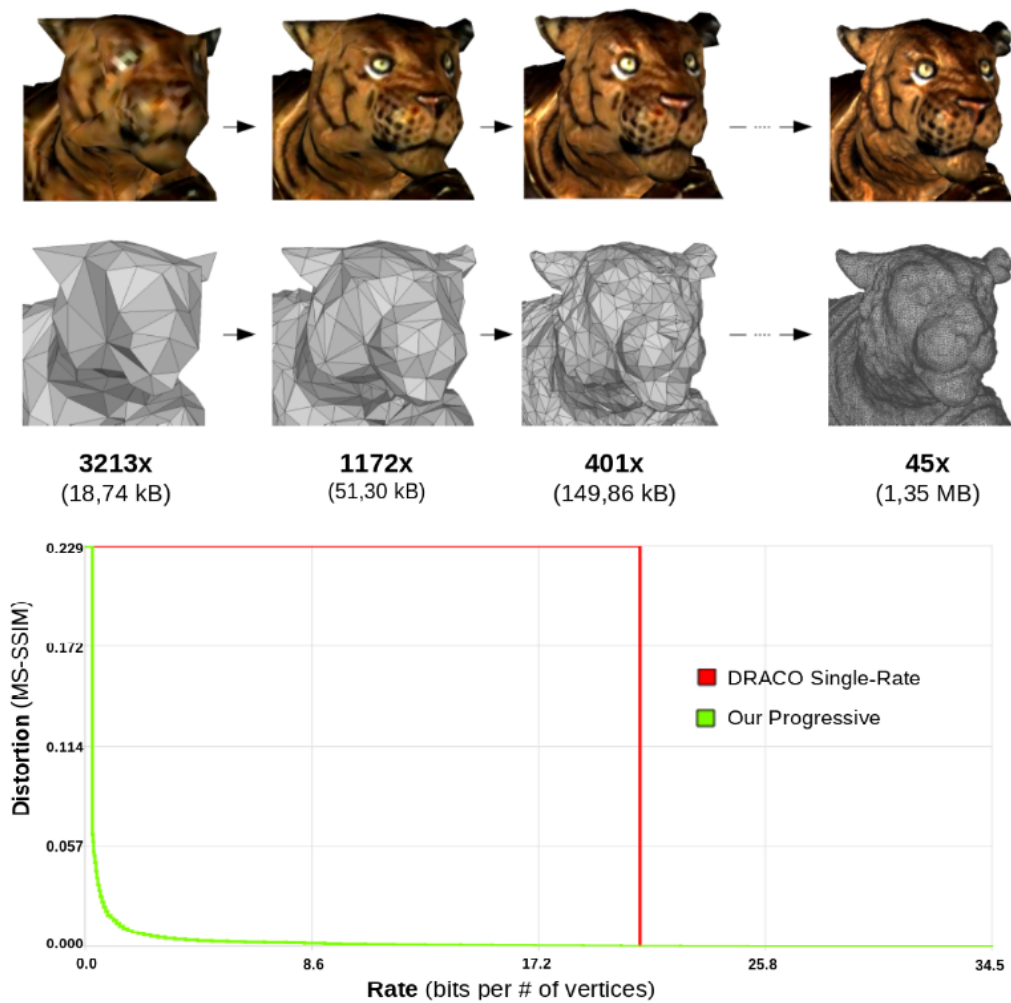 3213x
(18,74 kB)
1172x
(51,30 kB)
401x
(149,86 kB)
45x
(1,35 MB)
0.229
0.172
0.114
0.057
0.000
Distortion (MS-SSIM)
DRACO Single-Rate
Our Progressive
0.0
8.6
17.2
25.8
34.5
Rate (bits per # of vertices)